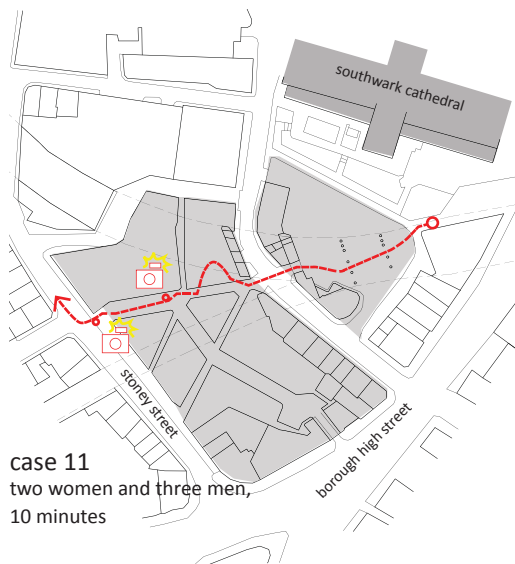 southwark cathedral
stoney street
borough high street
case 11
two women and three men,
10 minutes